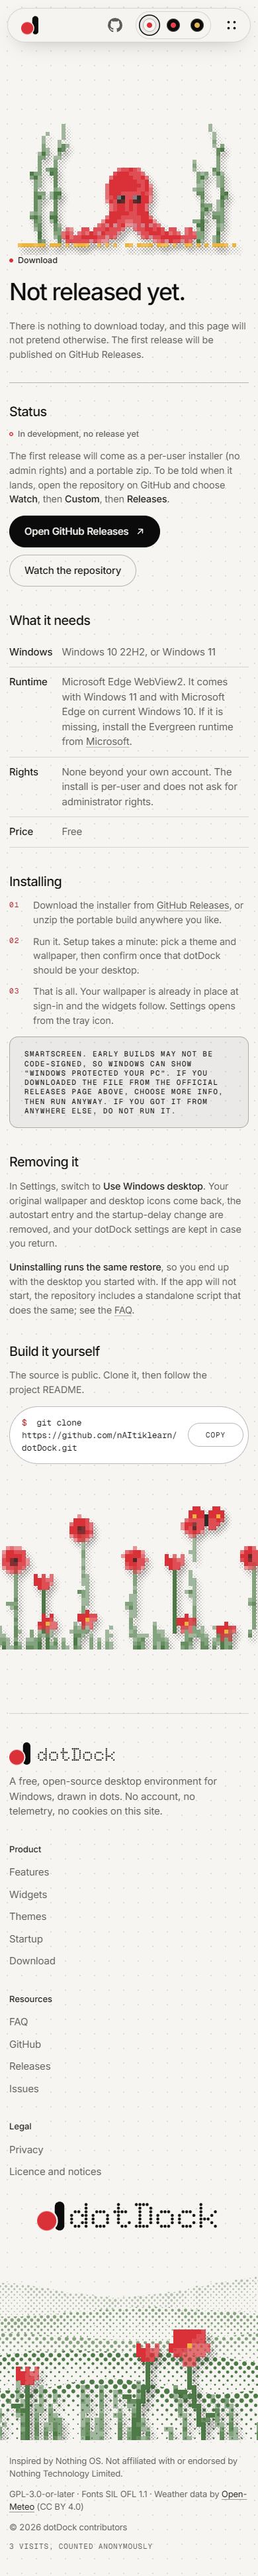 Download
Not released yet.
There is nothing to download today, and this page will
not pretend otherwise. The first release will be
published on GitHub Releases.
Status
In development, no release yet
The first release will come as a per-user installer (no
admin rights) and a portable zip. To be told when it
lands, open the repository on GitHub and choose
Watch, then Custom, then Releases.
Open GitHub Releases ↗
Watch the repository
What it needs
Windows Windows 10 22H2, or Windows 11
Runtime Microsoft Edge WebView2. It comes
with Windows 11 and with Microsoft
Edge on current Windows 10. If it is
missing, install the Evergreen runtime
from Microsoft.
Rights None beyond your own account. The
install is per-user and does not ask for
administrator rights.
Price Free
Installing
01 Download the installer from GitHub Releases, or
unzip the portable build anywhere you like.
02 Run it. Setup takes a minute: pick a theme and
wallpaper, then confirm once that dotDock
should be your desktop.
03 That is all. Your wallpaper is already in place at
sign-in and the widgets follow. Settings opens
from the tray icon.
SMARTSCREEN. EARLY BUILDS MAY NOT BE
CODE-SIGNED, SO WINDOWS CAN SHOW
"WINDOWS PROTECTED YOUR PC". IF YOU
DOWNLOADED THE FILE FROM THE OFFICIAL
RELEASES PAGE ABOVE, CHOOSE MORE INFO,
THEN RUN ANYWAY. IF YOU GOT IT FROM
ANYWHERE ELSE, DO NOT RUN IT.
Removing it
In Settings, switch to Use Windows desktop. Your
original wallpaper and desktop icons come back, the
autostart entry and the startup-delay change are
removed, and your dotDock settings are kept in case
you return.
Uninstalling runs the same restore, so you end up
with the desktop you started with. If the app will not
start, the repository includes a standalone script that
does the same; see the FAQ.
Build it yourself
The source is public. Clone it, then follow the
project README.
$ git clone
https://github.com/nAItiklearn/
dotDock.git
COPY
dotDock
A free, open-source desktop environment for
Windows, drawn in dots. No account, no
telemetry, no cookies on this site.
Product
Features
Widgets
Themes
Startup
Download
Resources
FAQ
GitHub
Releases
Issues
Legal
Privacy
Licence and notices
dotDock
Inspired by Nothing OS. Not affiliated with or endorsed by
Nothing Technology Limited.
GPL-3.0-or-later · Fonts SIL OFL 1.1 · Weather data by Open-
Meteo (CC BY 4.0)
© 2026 dotDock contributors
3 VISITS, COUNTED ANONYMOUSLY